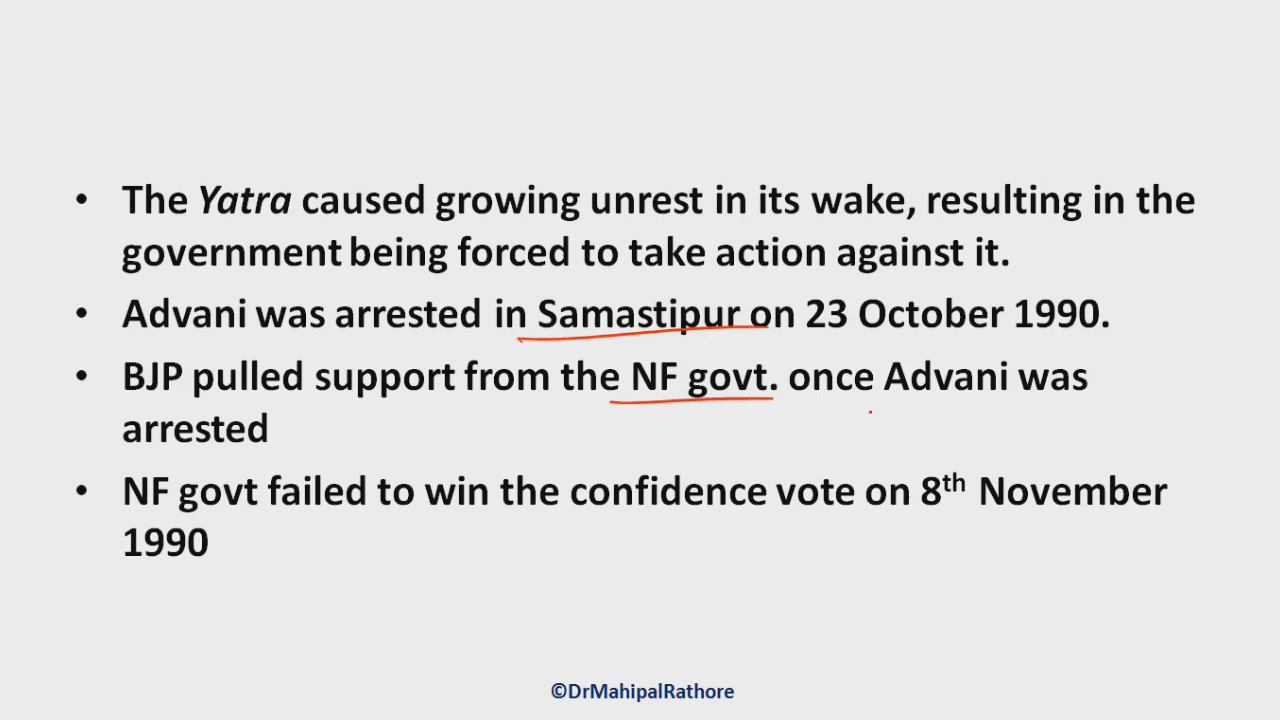 • The Yatra caused growing unrest in its wake, resulting in the
government being forced to take action against it.
• Advani was arrested in Samastipur on 23 October 1990.
• BJP pulled support from the NF govt. once Advani was
arrested
• NF govt failed to win the confidence vote on 8th November
1990
©DrMahipalRathore